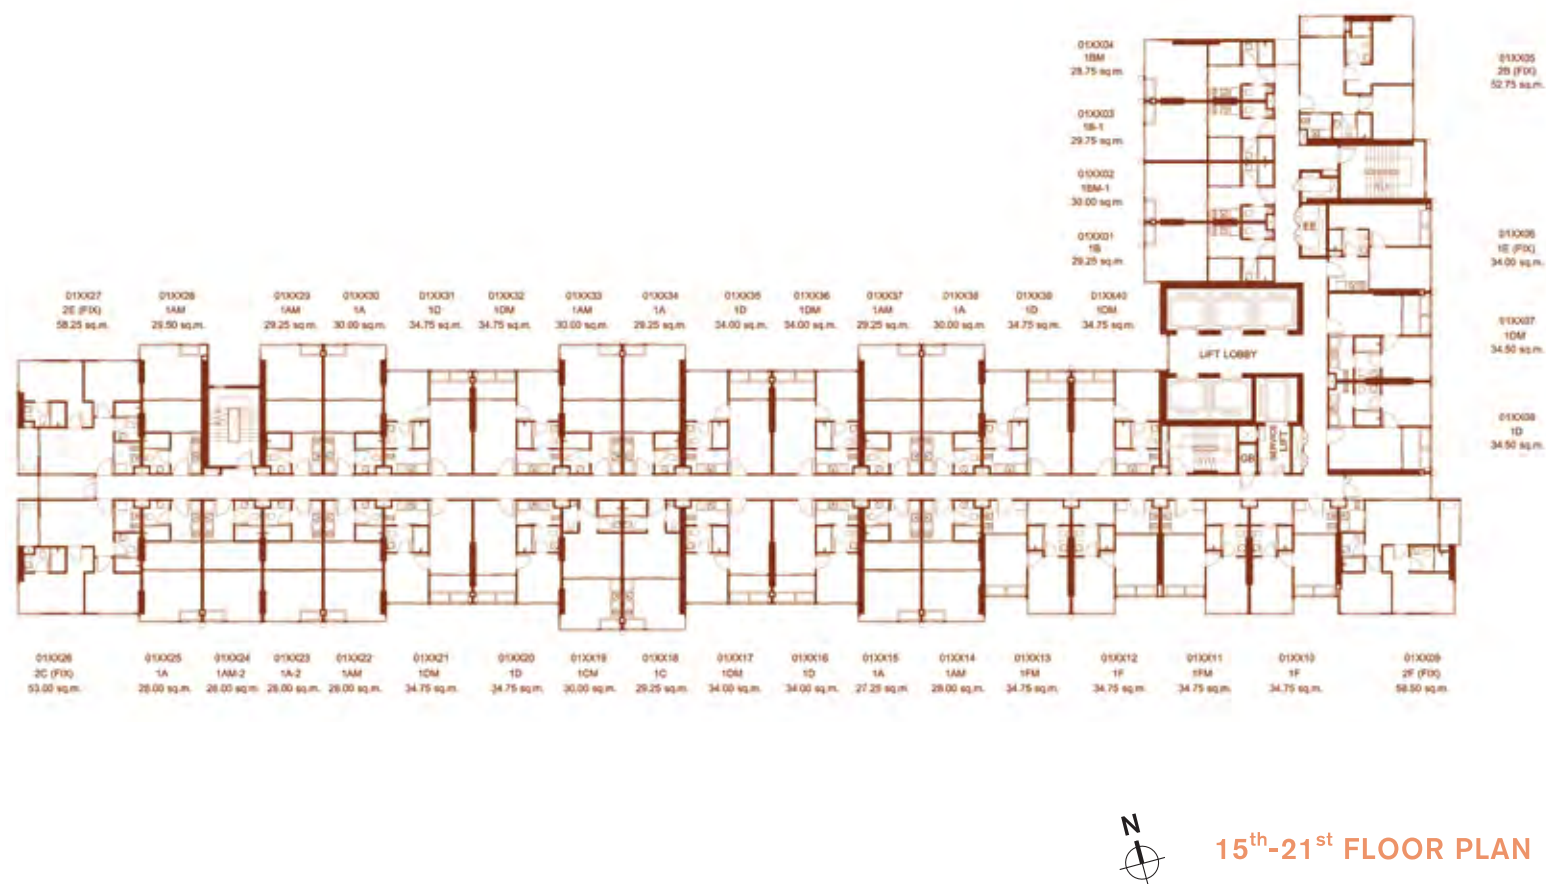 01XX04
1BM
28.75 sq.m.
01XX03
1B-1
29.75 sq.m.
01XX02
1BM-1
30.00 sq.m.
01XX01
1B
29.25 sq.m.
01XX05
2B (FIX)
52.75 sq.m.
01XX06
1E (FIX)
34.00 sq.m.
01XX07
1DM
34.50 sq.m.
01XX08
1D
34.50 sq.m.
EE
LIFT LOBBY
SERVICE
LIFT
GB
01XX27
2E (FIX)
58.25 sq.m.
01XX28
1AM
29.50 sq.m.
01XX29
1AM
29.25 sq.m.
01XX30
1A
30.00 sq.m.
01XX31
1D
34.75 sq.m.
01XX32
1DM
34.75 sq.m.
01XX33
1AM
30.00 sq.m.
01XX34
1A
29.25 sq.m.
01XX35
1D
34.00 sq.m.
01XX36
1DM
34.00 sq.m.
01XX37
1AM
29.25 sq.m.
01XX38
1A
30.00 sq.m.
01XX39
1D
34.75 sq.m.
01XX40
1DM
34.75 sq.m.
01XX26
2C (FIX)
53.00 sq.m.
01XX25
1A
28.00 sq.m.
01XX24
1AM-2
28.00 sq.m.
01XX23
1A-2
28.00 sq.m.
01XX22
1AM
28.00 sq.m.
01XX21
1DM
34.75 sq.m.
01XX20
1D
34.75 sq.m.
01XX19
1CM
30.00 sq.m.
01XX18
1C
29.25 sq.m.
01XX17
1DM
34.00 sq.m.
01XX16
1D
34.00 sq.m.
01XX15
1A
27.25 sq.m.
01XX14
1AM
28.00 sq.m.
01XX13
1FM
34.75 sq.m.
01XX12
1F
34.75 sq.m.
01XX11
1FM
34.75 sq.m.
01XX10
1F
34.75 sq.m.
01XX09
2F (FIX)
58.50 sq.m.
N
15th-21st FLOOR PLAN